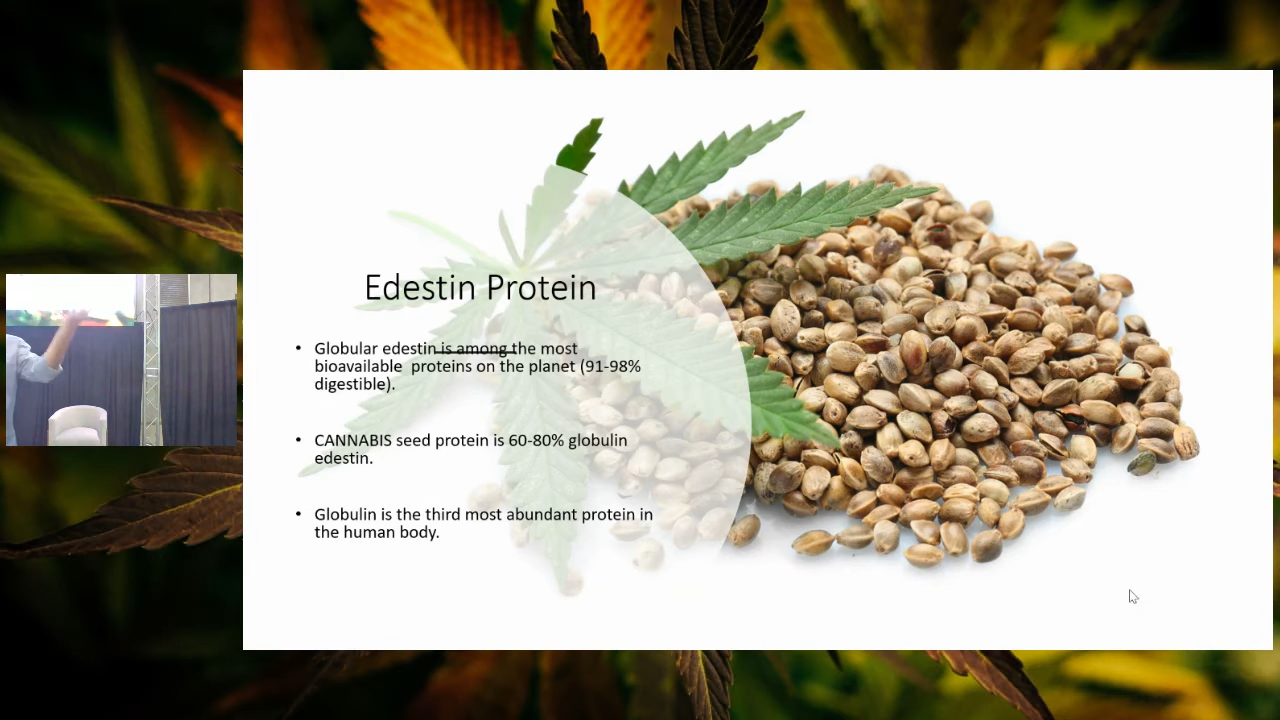 Edestin Protein
• Globular edestin is among the most
bioavailable proteins on the planet (91-98%
digestible).
• CANNABIS seed protein is 60-80% globulin
edestin.
• Globulin is the third most abundant protein in
the human body.